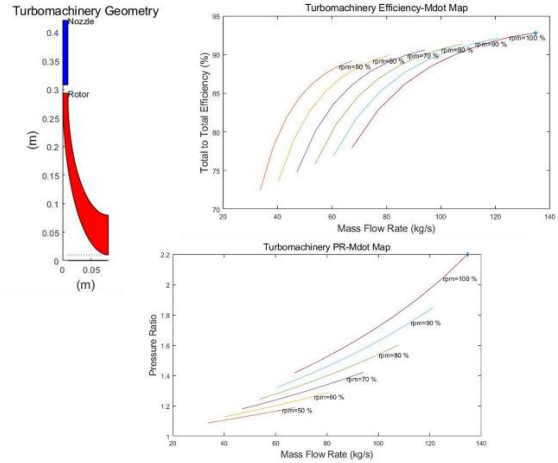 Turbomachinery Geometry
Nozzle
0.4
0.35
0.3
Rotor
0.25
(m)
0.2
0.15
0.1
0.05
0
0 0.05
(m)
Turbomachinery Efficiency-Mdot Map
95
90
85
80
75
70
Total to Total Efficiency (%)
rpm=50 %
rpm=60 %
rpm=70 %
rpm=80 %
rpm=90 %
rpm=100 %
20 40 60 80 100 120 140
Mass Flow Rate (kg/s)
Turbomachinery PR-Mdot Map
2.2
2
1.8
1.6
1.4
1.2
1
Pressure Ratio
rpm=100 %
rpm=90 %
rpm=80 %
rpm=70 %
rpm=60 %
rpm=50 %
20 40 60 80 100 120 140
Mass Flow Rate (kg/s)